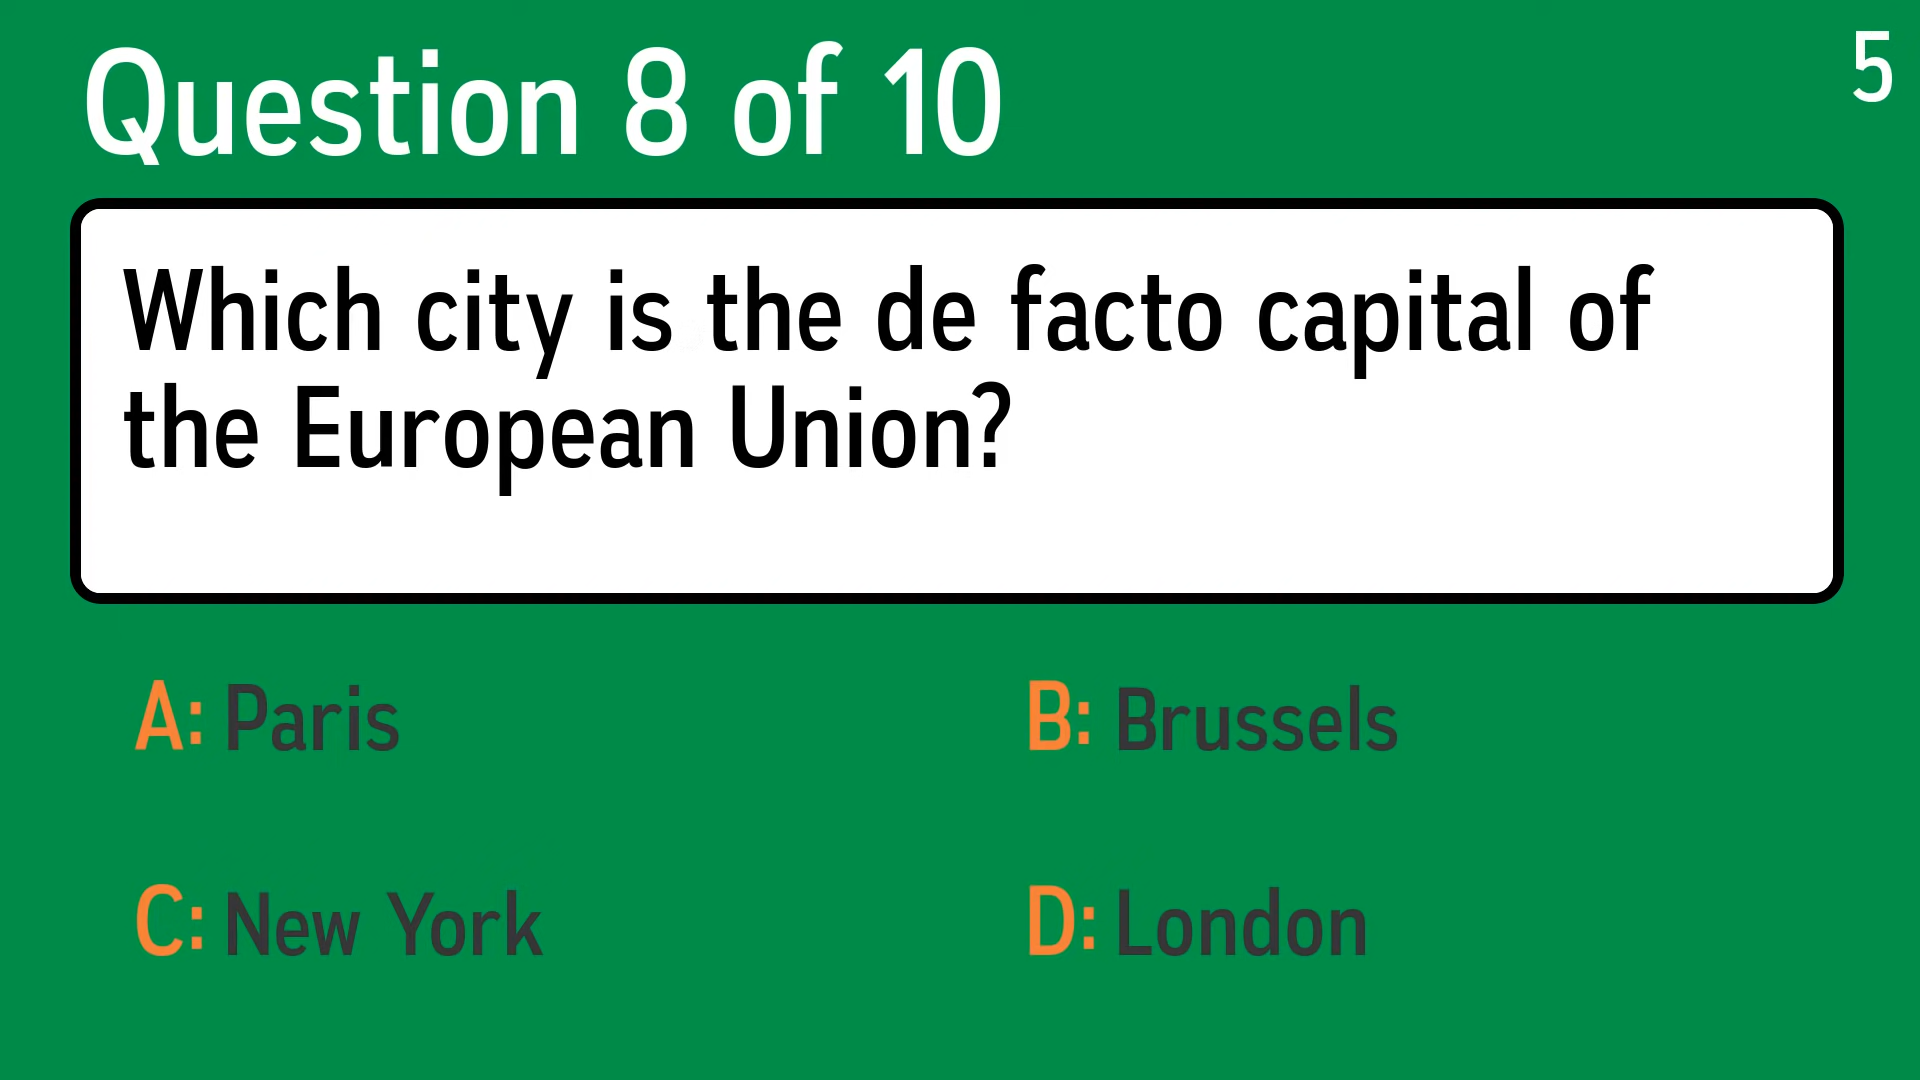 Question 8 of 10
5
Which city is the de facto capital of
the European Union?
A: Paris
B: Brussels
C: New York
D: London